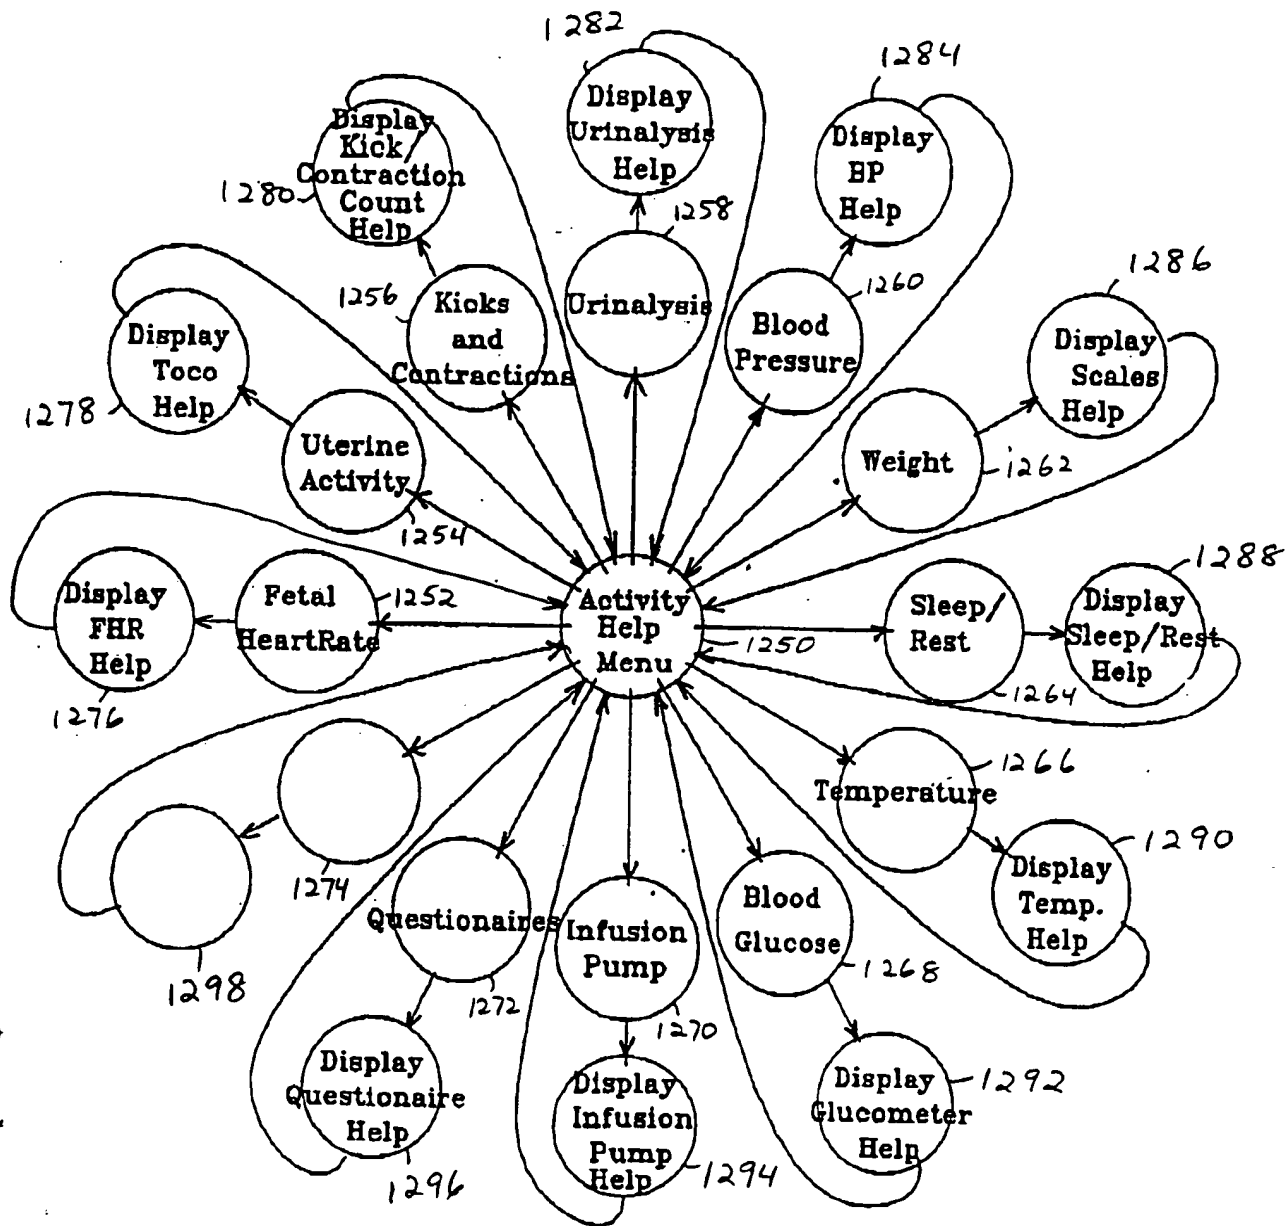 1282
Display
Urinalysis
Help
1284
Display
BP
Help
Display
Kick/
Contraction
Count
Help
1280
1258
Urinalysis
1256
Kicks
and
Contractions
1260
Blood
Pressure
1286
Display
Scales
Help
Display
Toco
Help
1278
Uterine
Activity
1254
Weight
1262
1288
Display
FHR
Help
1276
Fetal
HeartRate
1252
Activity
Help
Menu
1250
Sleep/
Rest
1264
Display
Sleep/Rest
Help
1266
Temperature
1290
Display
Temp.
Help
1274
1298
Questionaires
1272
Infusion
Pump
1270
Blood
Glucose
1268
Display
Questionaire
Help
1296
Display
Infusion
Pump
Help
1294
Display
Glucometer
Help
1292